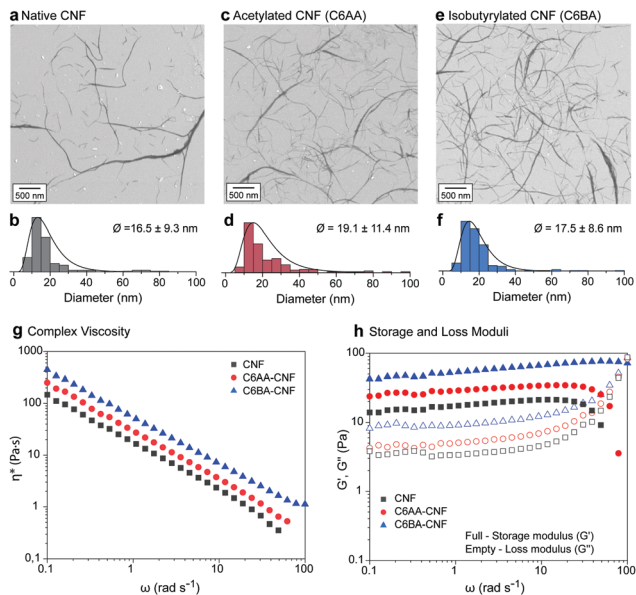 a Native CNF
c Acetylated CNF (C6AA)
e Isobutyrylated CNF (C6BA)
500 nm
500 nm
500 nm
b
Ø =16.5 ± 9.3 nm
0 20 40 60 80 100
Diameter (nm)
d
Ø = 19.1 ± 11.4 nm
0 20 40 60 80 100
Diameter (nm)
f
Ø = 17.5 ± 8.6 nm
0 20 40 60 80 100
Diameter (nm)
g Complex Viscosity
1000
100
10
1
0,1
η* (Pa·s)
CNF
C6AA-CNF
C6BA-CNF
0.1 1 10 100
ω (rad s⁻¹)
h Storage and Loss Moduli
100
10
1
G', G" (Pa)
CNF
C6AA-CNF
C6BA-CNF
Full - Storage modulus (G')
Empty - Loss modulus (G")
0.1 1 10 100
ω (rad s⁻¹)